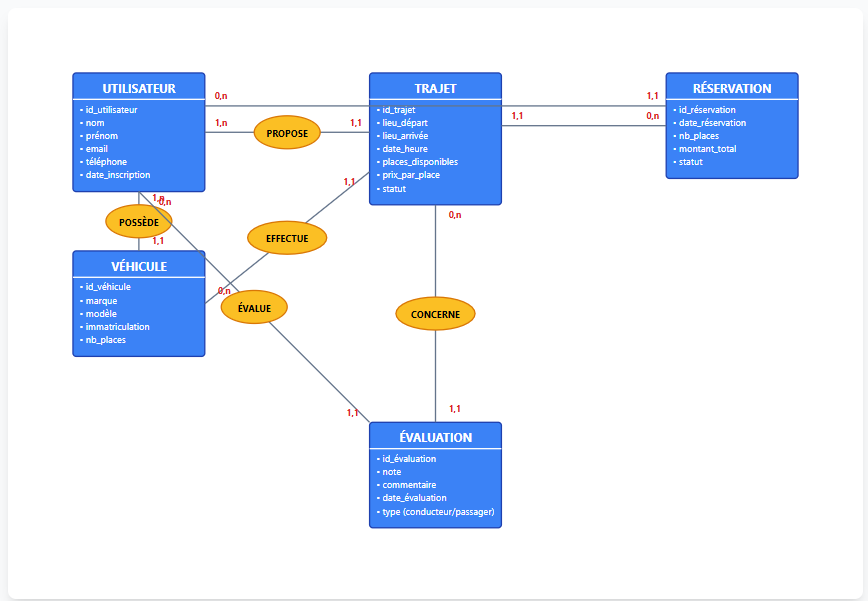 UTILISATEUR
• id_utilisateur
• nom
• prénom
• email
• téléphone
• date_inscription
TRAJET
• id_trajet
• lieu_départ
• lieu_arrivée
• date_heure
• places_disponibles
• prix_par_place
• statut
RÉSERVATION
• id_réservation
• date_réservation
• nb_places
• montant_total
• statut
0,n
1,1
1,n
PROPOSE
1,1
1,1
0,n
1,n
0,n
POSSÈDE
1,1
1,1
EFFECTUE
0,n
VÉHICULE
• id_véhicule
• marque
• modèle
• immatriculation
• nb_places
ÉVALUE
0,n
CONCERNE
1,1
1,1
ÉVALUATION
• id_évaluation
• note
• commentaire
• date_évaluation
• type (conducteur/passager)